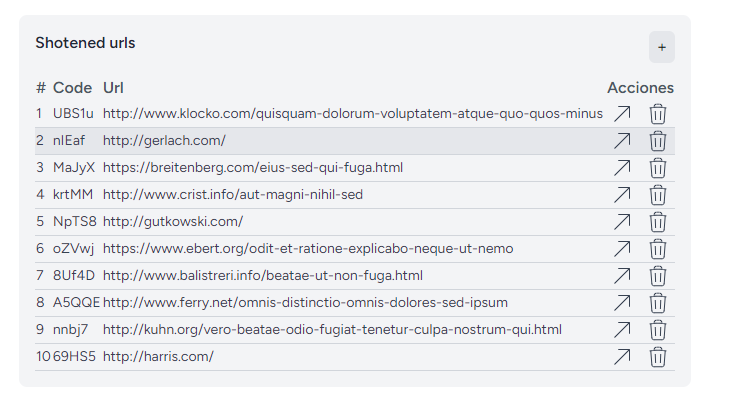 Shotened urls
+
# Code Url Acciones
1 UBS1u http://www.klocko.com/quisquam-dolorum-voluptatem-atque-quo-quos-minus
2 nIEaf http://gerlach.com/
3 MaJyX https://breitenberg.com/eius-sed-qui-fuga.html
4 krtMM http://www.crist.info/aut-magni-nihil-sed
5 NpTS8 http://gutkowski.com/
6 oZVwj https://www.ebert.org/odit-et-ratione-explicabo-neque-ut-nemo
7 8Uf4D http://www.balistreri.info/beatae-ut-non-fuga.html
8 A5QQE http://www.ferry.net/omnis-distinctio-omnis-dolores-sed-ipsum
9 nnbj7 http://kuhn.org/vero-beatae-odio-fugiat-tenetur-culpa-nostrum-qui.html
10 69HS5 http://harris.com/